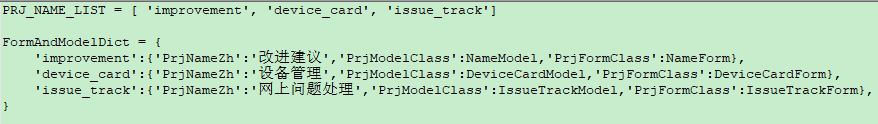 PRJ_NAME_LIST = [ 'improvement', 'device_card', 'issue_track']
FormAndModelDict = {
    'improvement':{'PrjNameZh':'改进建议','PrjModelClass':NameModel,'PrjFormClass':NameForm},
    'device_card':{'PrjNameZh':'设备管理','PrjModelClass':DeviceCardModel,'PrjFormClass':DeviceCardForm},
    'issue_track':{'PrjNameZh':'网上问题处理','PrjModelClass':IssueTrackModel,'PrjFormClass':IssueTrackForm},
}